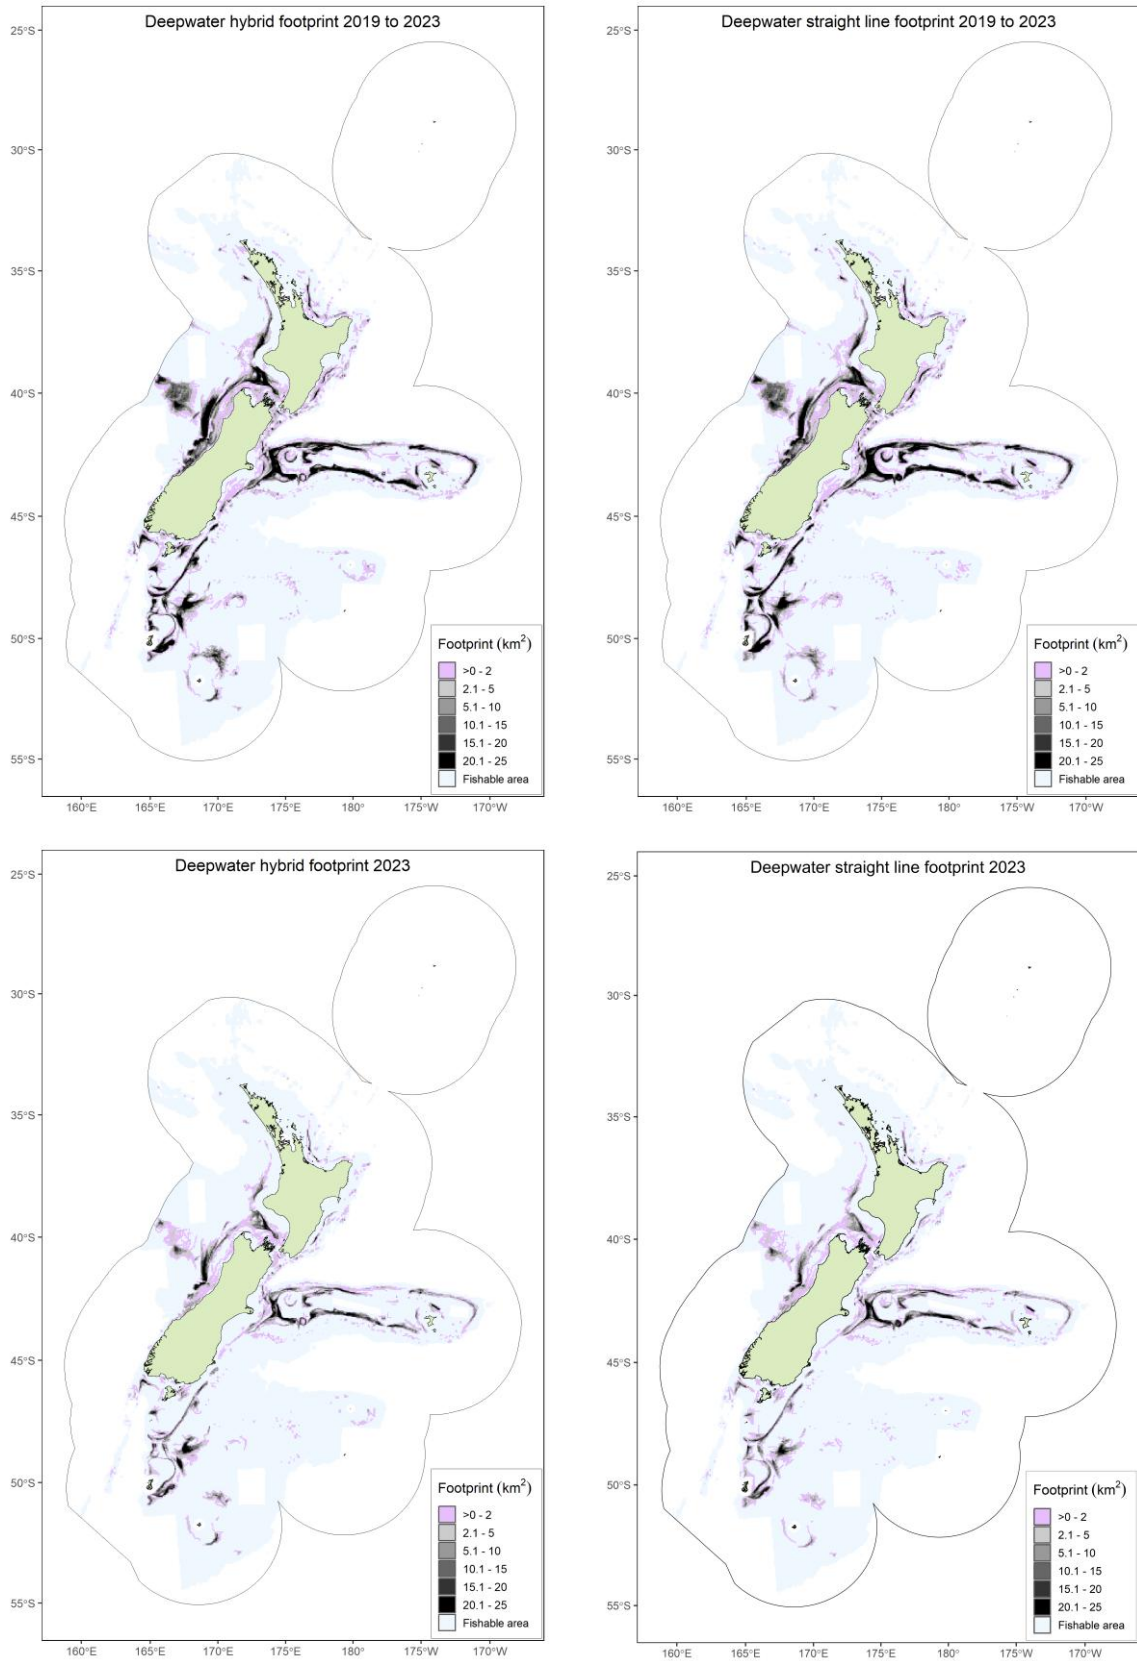 Deepwater hybrid footprint 2019 to 2023
25°S
30°S
35°S
40°S
45°S
50°S
55°S
160°E 165°E 170°E 175°E 180° 175°W 170°W
Footprint (km²)
>0 - 2
2.1 - 5
5.1 - 10
10.1 - 15
15.1 - 20
20.1 - 25
Fishable area
Deepwater straight line footprint 2019 to 2023
25°S
30°S
35°S
40°S
45°S
50°S
55°S
160°E 165°E 170°E 175°E 180° 175°W 170°W
Footprint (km²)
>0 - 2
2.1 - 5
5.1 - 10
10.1 - 15
15.1 - 20
20.1 - 25
Fishable area
Deepwater hybrid footprint 2023
25°S
30°S
35°S
40°S
45°S
50°S
55°S
160°E 165°E 170°E 175°E 180° 175°W 170°W
Footprint (km²)
>0 - 2
2.1 - 5
5.1 - 10
10.1 - 15
15.1 - 20
20.1 - 25
Fishable area
Deepwater straight line footprint 2023
25°S
30°S
35°S
40°S
45°S
50°S
55°S
160°E 165°E 170°E 175°E 180° 175°W 170°W
Footprint (km²)
>0 - 2
2.1 - 5
5.1 - 10
10.1 - 15
15.1 - 20
20.1 - 25
Fishable area